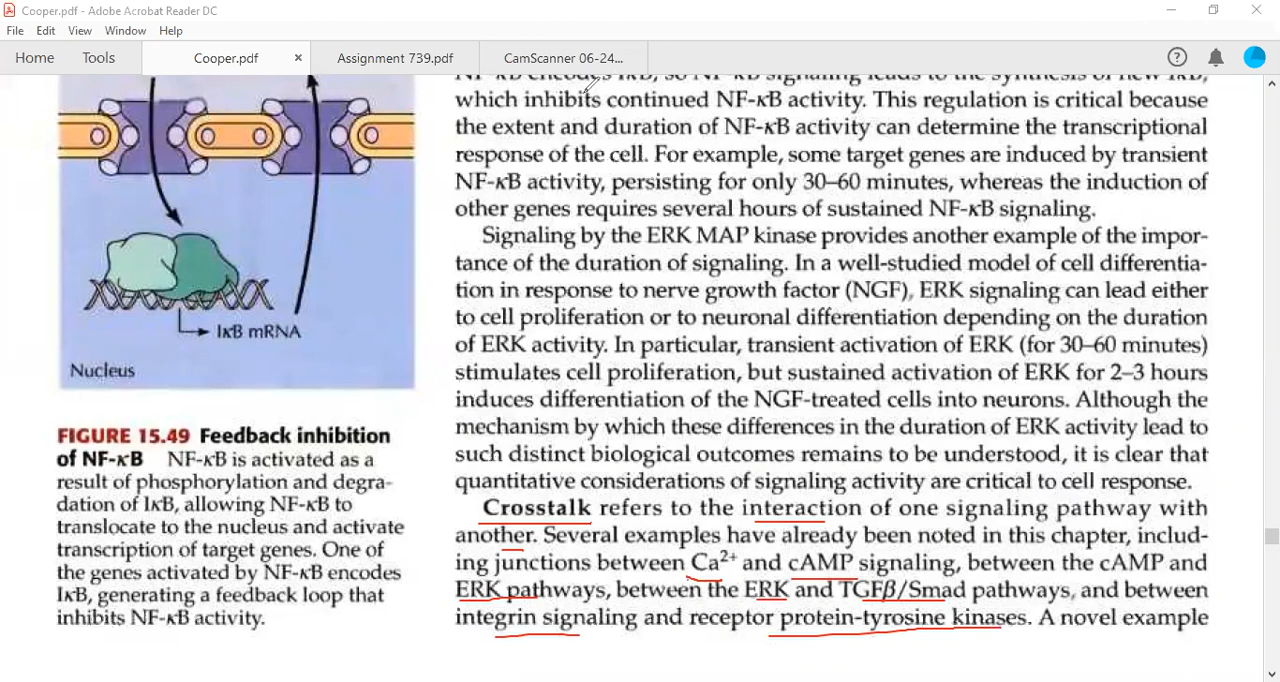 Cooper.pdf - Adobe Acrobat Reader DC
File Edit View Window Help
Home Tools Cooper.pdf × Assignment 739.pdf CamScanner 06-24...
IκB mRNA
Nucleus
FIGURE 15.49 Feedback inhibition
of NF-κB NF-κB is activated as a
result of phosphorylation and degra-
dation of IκB, allowing NF-κB to
translocate to the nucleus and activate
transcription of target genes. One of
the genes activated by NF-κB encodes
IκB, generating a feedback loop that
inhibits NF-κB activity.
NF-κB encodes IκB, so NF-κB signaling leads to the synthesis of new IκB,
which inhibits continued NF-κB activity. This regulation is critical because
the extent and duration of NF-κB activity can determine the transcriptional
response of the cell. For example, some target genes are induced by transient
NF-κB activity, persisting for only 30–60 minutes, whereas the induction of
other genes requires several hours of sustained NF-κB signaling.
Signaling by the ERK MAP kinase provides another example of the impor-
tance of the duration of signaling. In a well-studied model of cell differentia-
tion in response to nerve growth factor (NGF), ERK signaling can lead either
to cell proliferation or to neuronal differentiation depending on the duration
of ERK activity. In particular, transient activation of ERK (for 30–60 minutes)
stimulates cell proliferation, but sustained activation of ERK for 2–3 hours
induces differentiation of the NGF-treated cells into neurons. Although the
mechanism by which these differences in the duration of ERK activity lead to
such distinct biological outcomes remains to be understood, it is clear that
quantitative considerations of signaling activity are critical to cell response.
Crosstalk refers to the interaction of one signaling pathway with
another. Several examples have already been noted in this chapter, includ-
ing junctions between Ca²⁺ and cAMP signaling, between the cAMP and
ERK pathways, between the ERK and TGFβ/Smad pathways, and between
integrin signaling and receptor protein-tyrosine kinases. A novel example